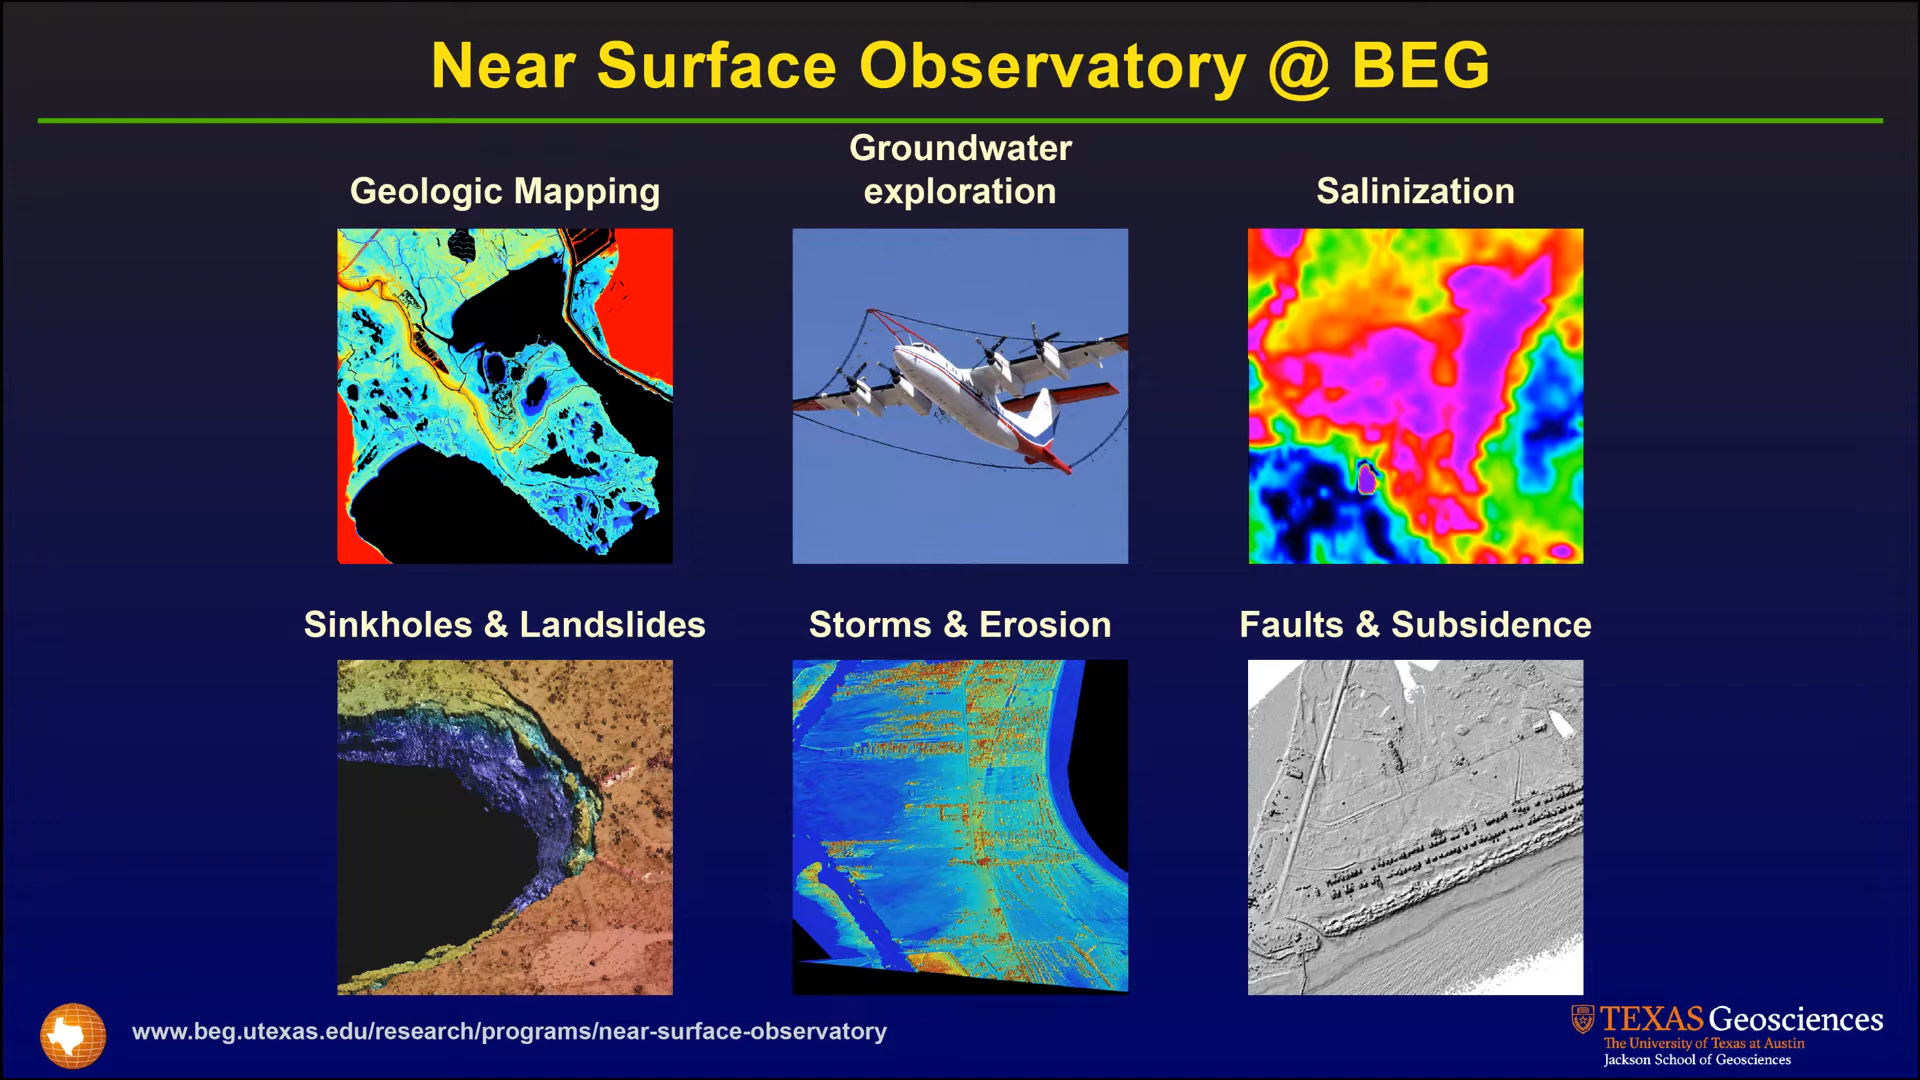 Near Surface Observatory @ BEG
Geologic Mapping
Groundwater
exploration
Salinization
Sinkholes & Landslides
Storms & Erosion
Faults & Subsidence
www.beg.utexas.edu/research/programs/near-surface-observatory
TEXAS Geosciences
The University of Texas at Austin
Jackson School of Geosciences